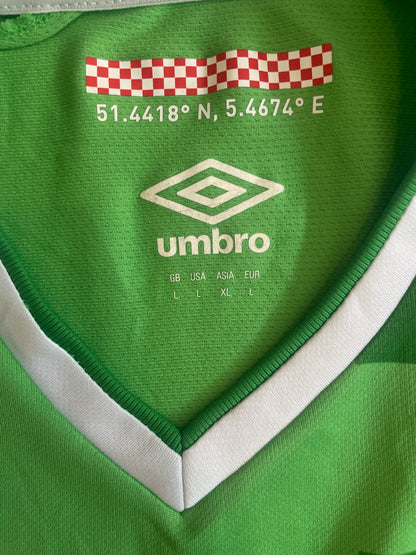 51.4418° N, 5.4674° E
umbro
GB USA ASIA EUR
L L XL L